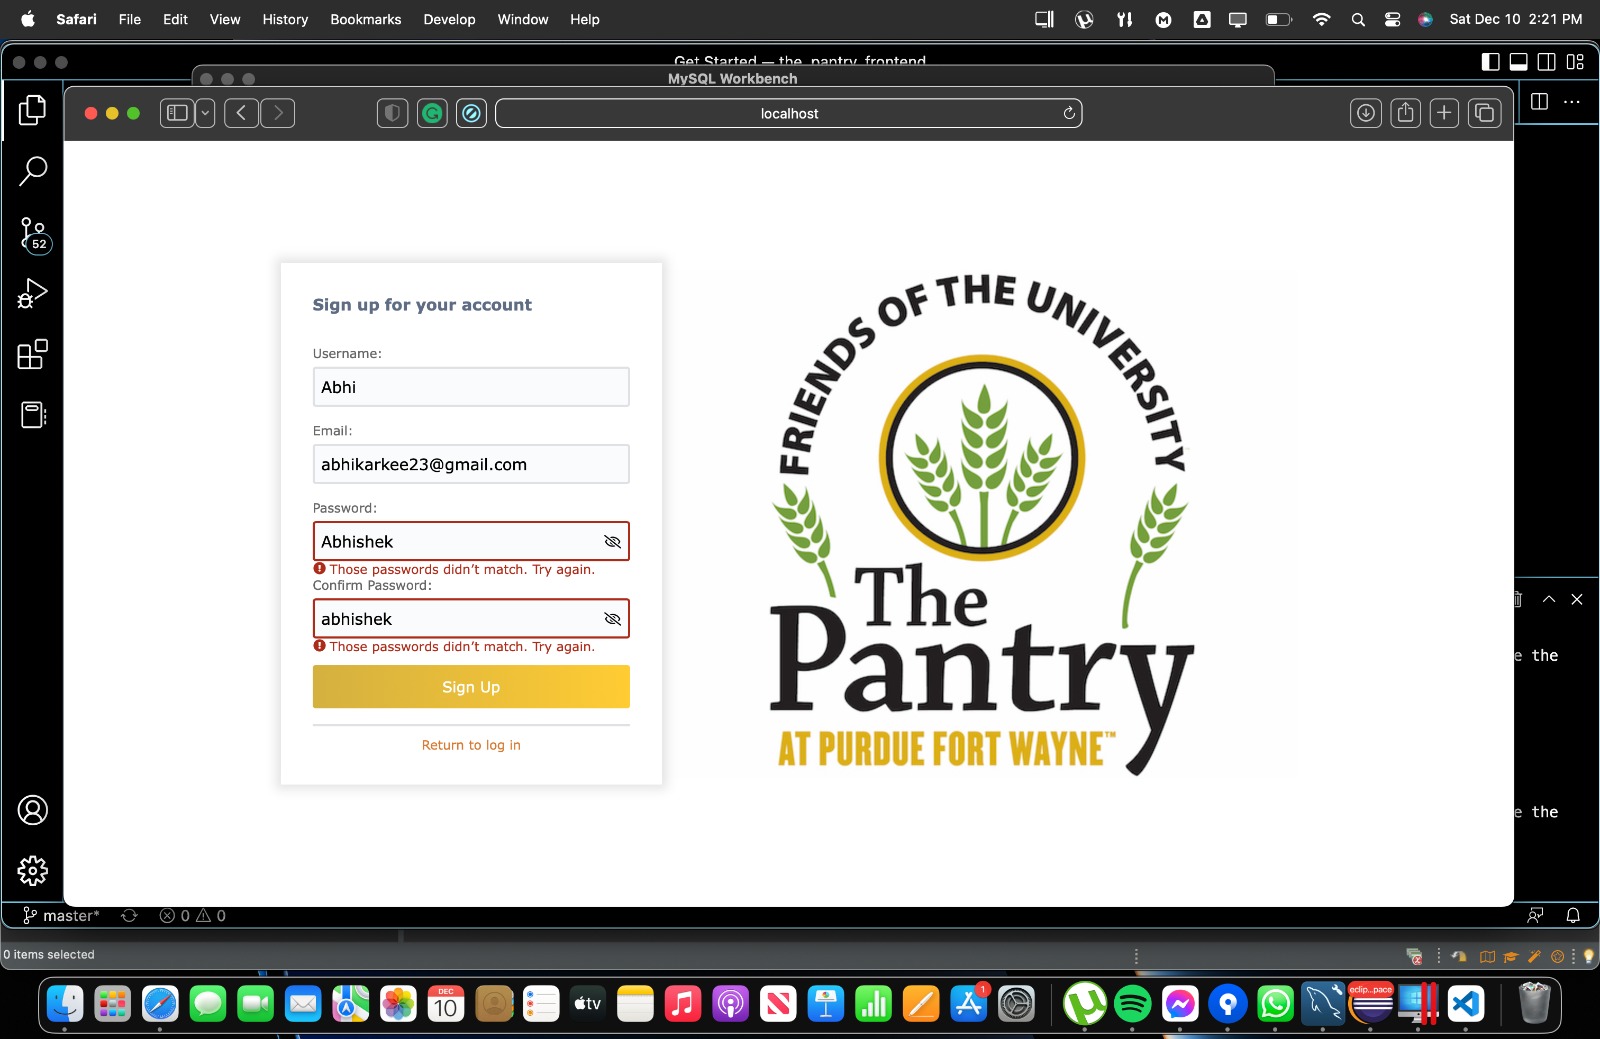 Safari File Edit View History Bookmarks Develop Window Help
Sat Dec 10 2:21 PM
Get Started — the_pantry_frontend
MySQL Workbench
localhost
52
Sign up for your account
Username:
Abhi
Email:
abhikarkee23@gmail.com
Password:
Abhishek
Those passwords didn't match. Try again.
Confirm Password:
abhishek
Those passwords didn't match. Try again.
Sign Up
Return to log in
FRIENDS OF THE UNIVERSITY
The
Pantry
AT PURDUE FORT WAYNE™
e the
e the
master* 0 0
0 items selected
DEC
10
tv
1
eclip...pace